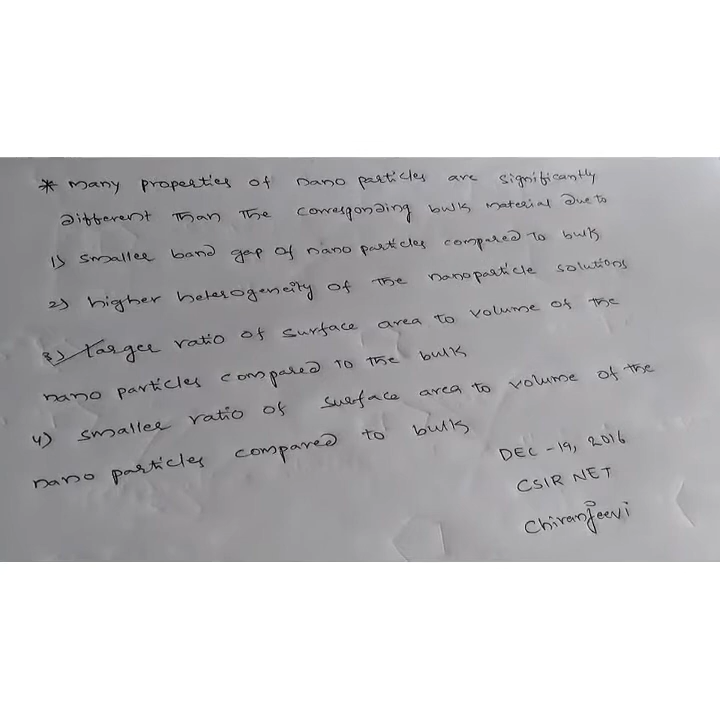 * Many properties of nano particles are significantly
different than the corresponding bulk material due to
1) smaller band gap of nano particles compared to bulk
2) higher heterogeneity of the nanoparticle solutions
3) Larger ratio of surface area to volume of the
nano particles compared to the bulk
4) smaller ratio of surface area to volume of the
nano particles compared to bulk
DEC-19, 2016
CSIR NET
Chiranjeevi